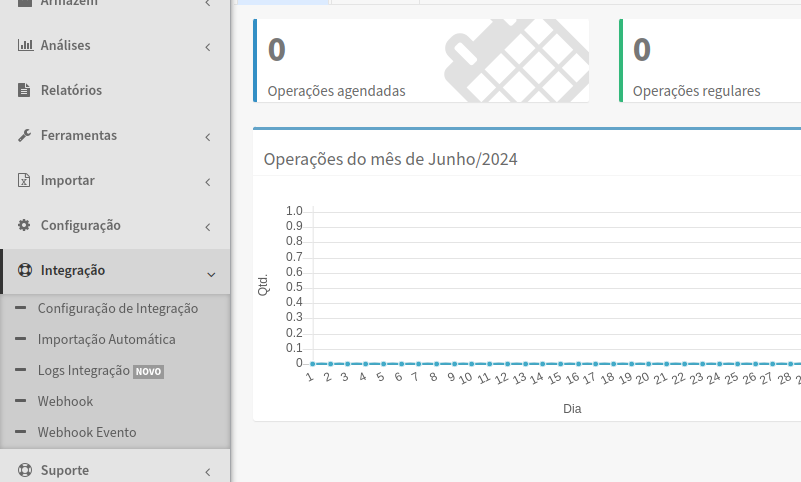 Armazém
Análises
Relatórios
Ferramentas
Importar
Configuração
Integração
Configuração de Integração
Importação Automática
Logs Integração NOVO
Webhook
Webhook Evento
Suporte
0
Operações agendadas
0
Operações regulares
Operações do mês de Junho/2024
Qtd.
1.0
0.9
0.8
0.7
0.6
0.5
0.4
0.3
0.2
0.1
0
1 2 3 4 5 6 7 8 9 10 11 12 13 14 15 16 17 18 19 20 21 22 23 24 25 26 27 28
Dia